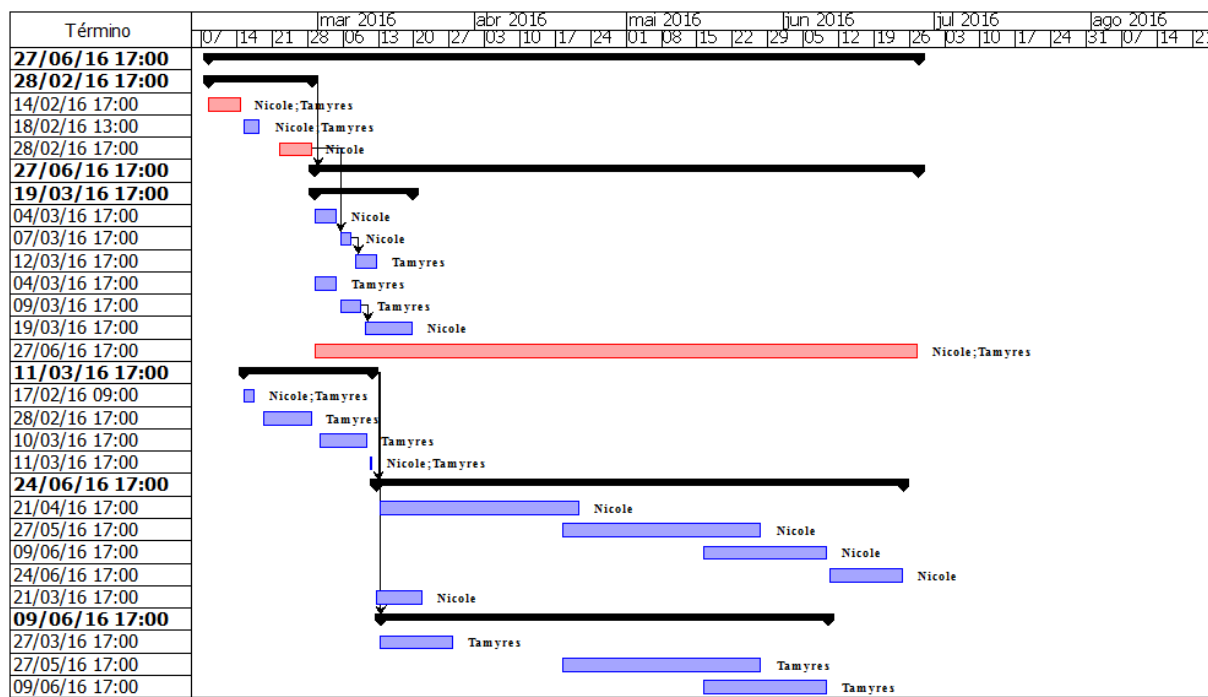 Término
mar 2016 abr 2016 mai 2016 jun 2016 jul 2016 ago 2016
07 14 21 28 06 13 20 27 03 10 17 24 01 08 15 22 29 05 12 19 26 03 10 17 24 31 07 14 21
27/06/16 17:00
28/02/16 17:00
14/02/16 17:00 Nicole;Tamyres
18/02/16 13:00 Nicole;Tamyres
28/02/16 17:00 Nicole
27/06/16 17:00
19/03/16 17:00
04/03/16 17:00 Nicole
07/03/16 17:00 Nicole
12/03/16 17:00 Tamyres
04/03/16 17:00 Tamyres
09/03/16 17:00 Tamyres
19/03/16 17:00 Nicole
27/06/16 17:00 Nicole;Tamyres
11/03/16 17:00
17/02/16 09:00 Nicole;Tamyres
28/02/16 17:00 Tamyres
10/03/16 17:00 Tamyres
11/03/16 17:00 Nicole;Tamyres
24/06/16 17:00
21/04/16 17:00 Nicole
27/05/16 17:00 Nicole
09/06/16 17:00 Nicole
24/06/16 17:00 Nicole
21/03/16 17:00 Nicole
09/06/16 17:00
27/03/16 17:00 Tamyres
27/05/16 17:00 Tamyres
09/06/16 17:00 Tamyres